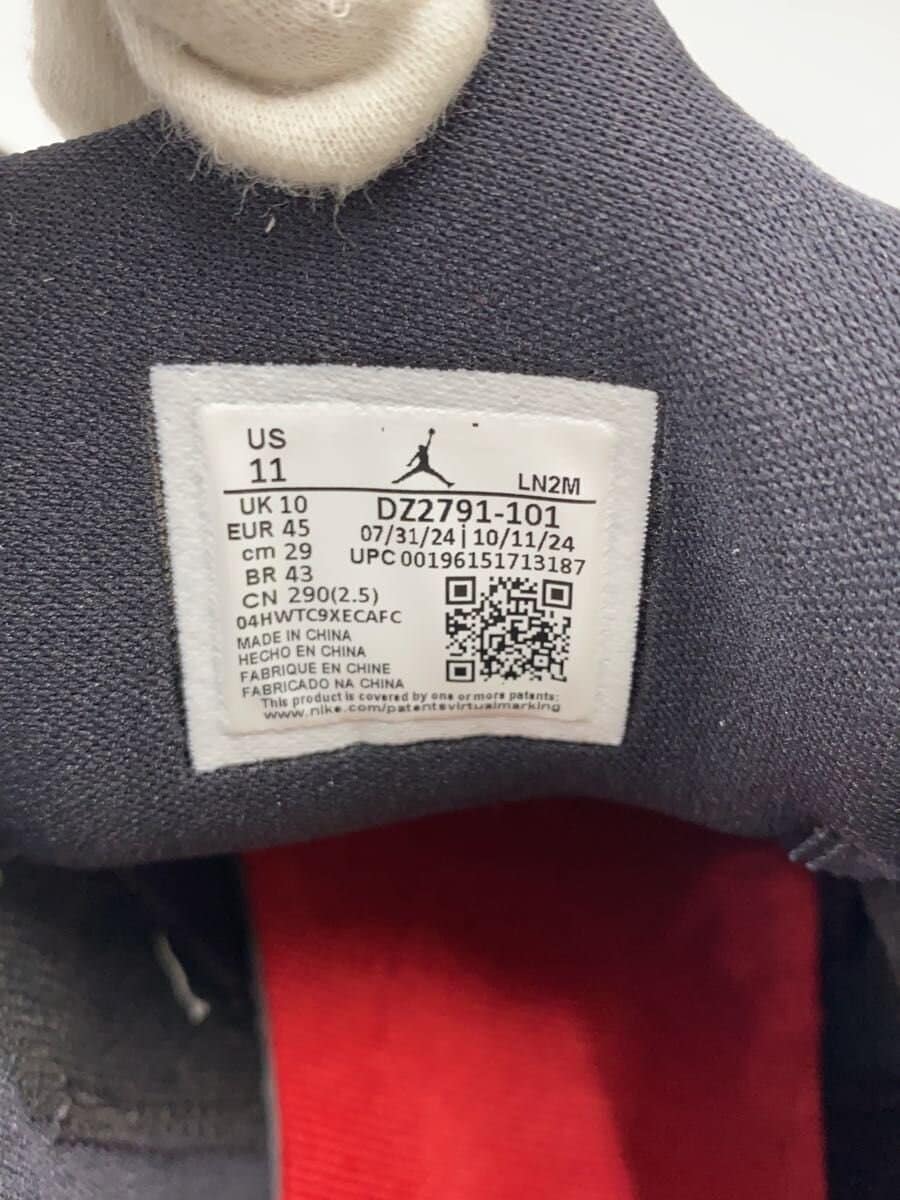 US
11
LN2M
UK 10
EUR 45
cm 29
BR 43
CN 290(2.5)
DZ2791-101
07/31/24 | 10/11/24
UPC 00196151713187
04HWTC9XECAFC
MADE IN CHINA
HECHO EN CHINA
FABRIQUE EN CHINE
FABRICADO NA CHINA
This product is covered by one or more patents:
www.nike.com/patentsvirtualmarking